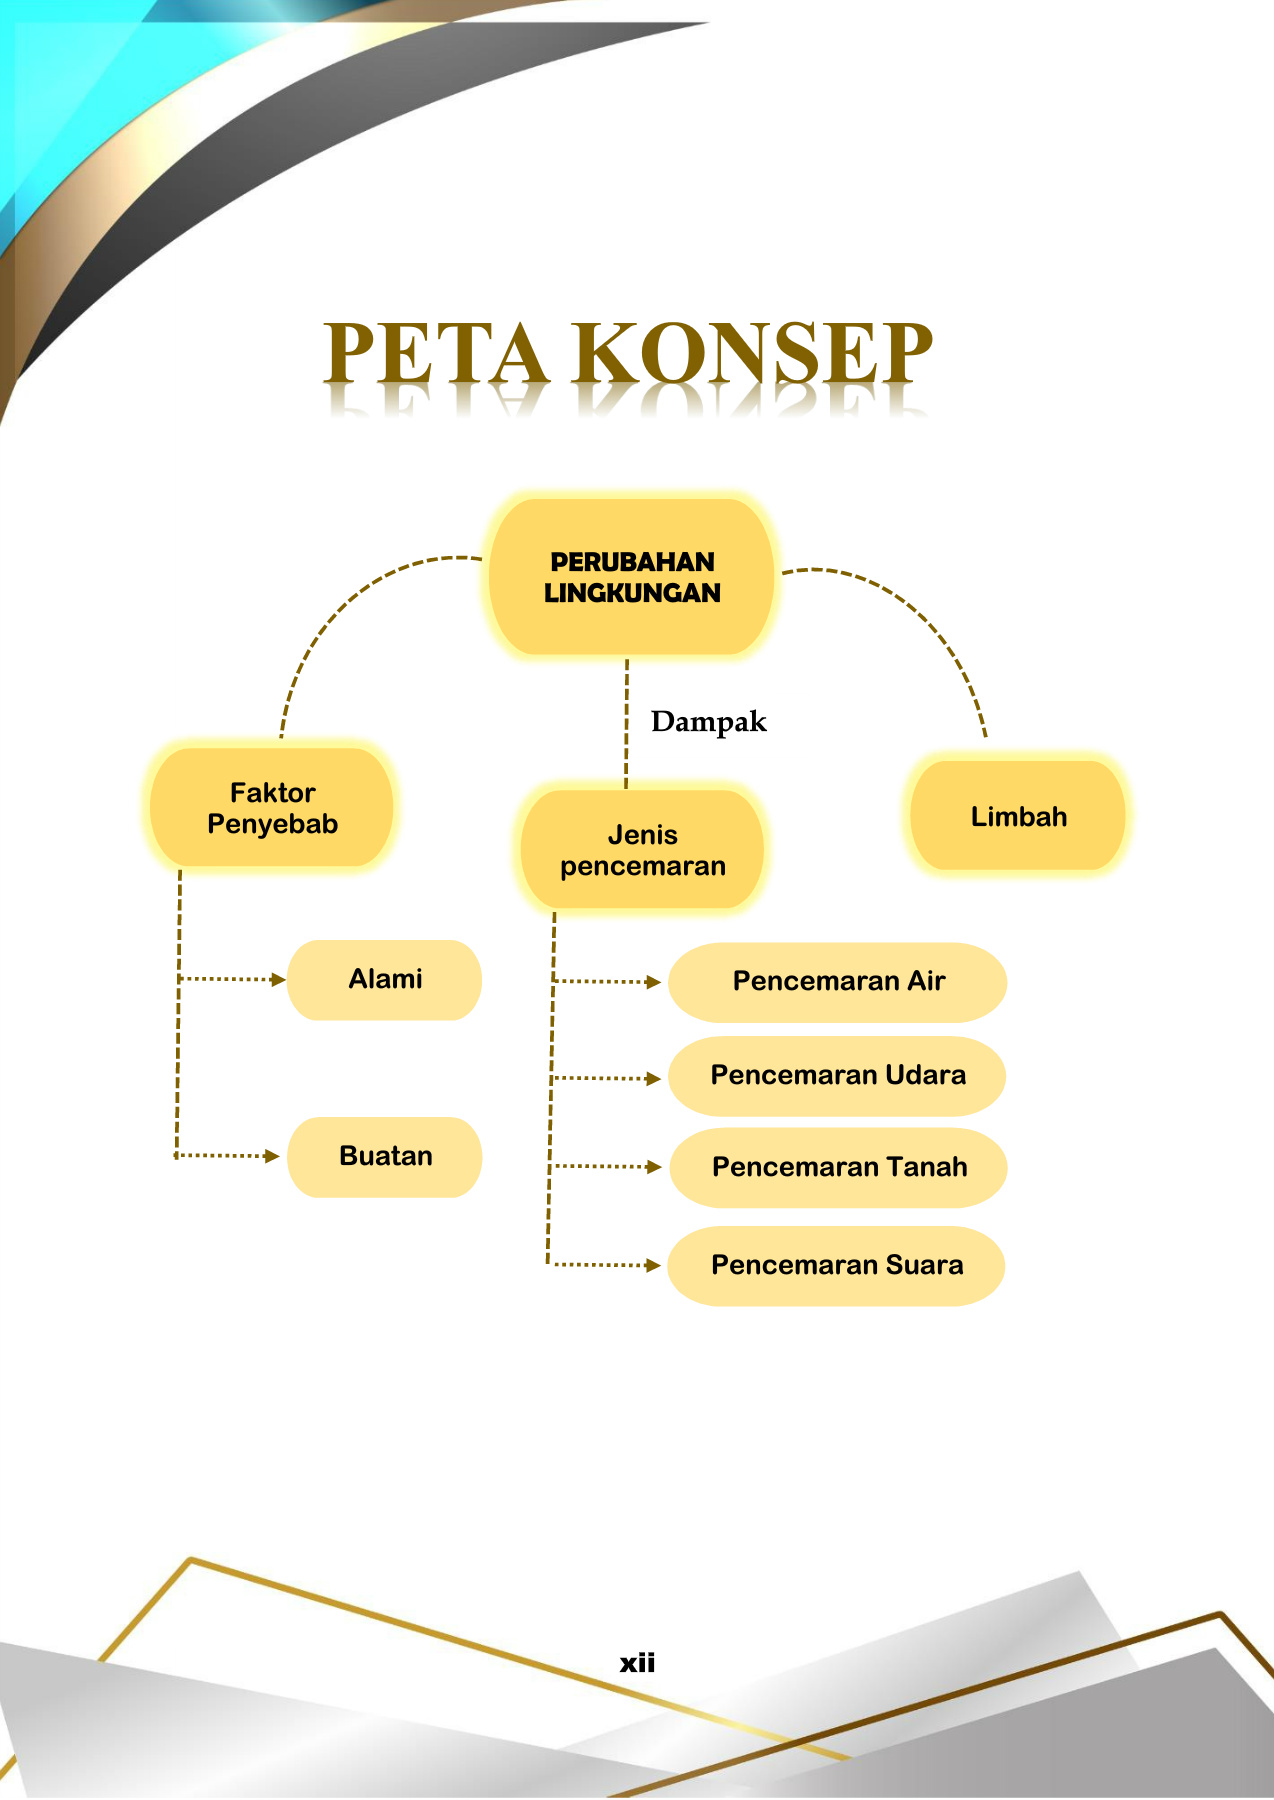 PETA KONSEP
PERUBAHAN
LINGKUNGAN
Dampak
Faktor
Penyebab
Jenis
pencemaran
Limbah
Alami
Buatan
Pencemaran Air
Pencemaran Udara
Pencemaran Tanah
Pencemaran Suara
xii